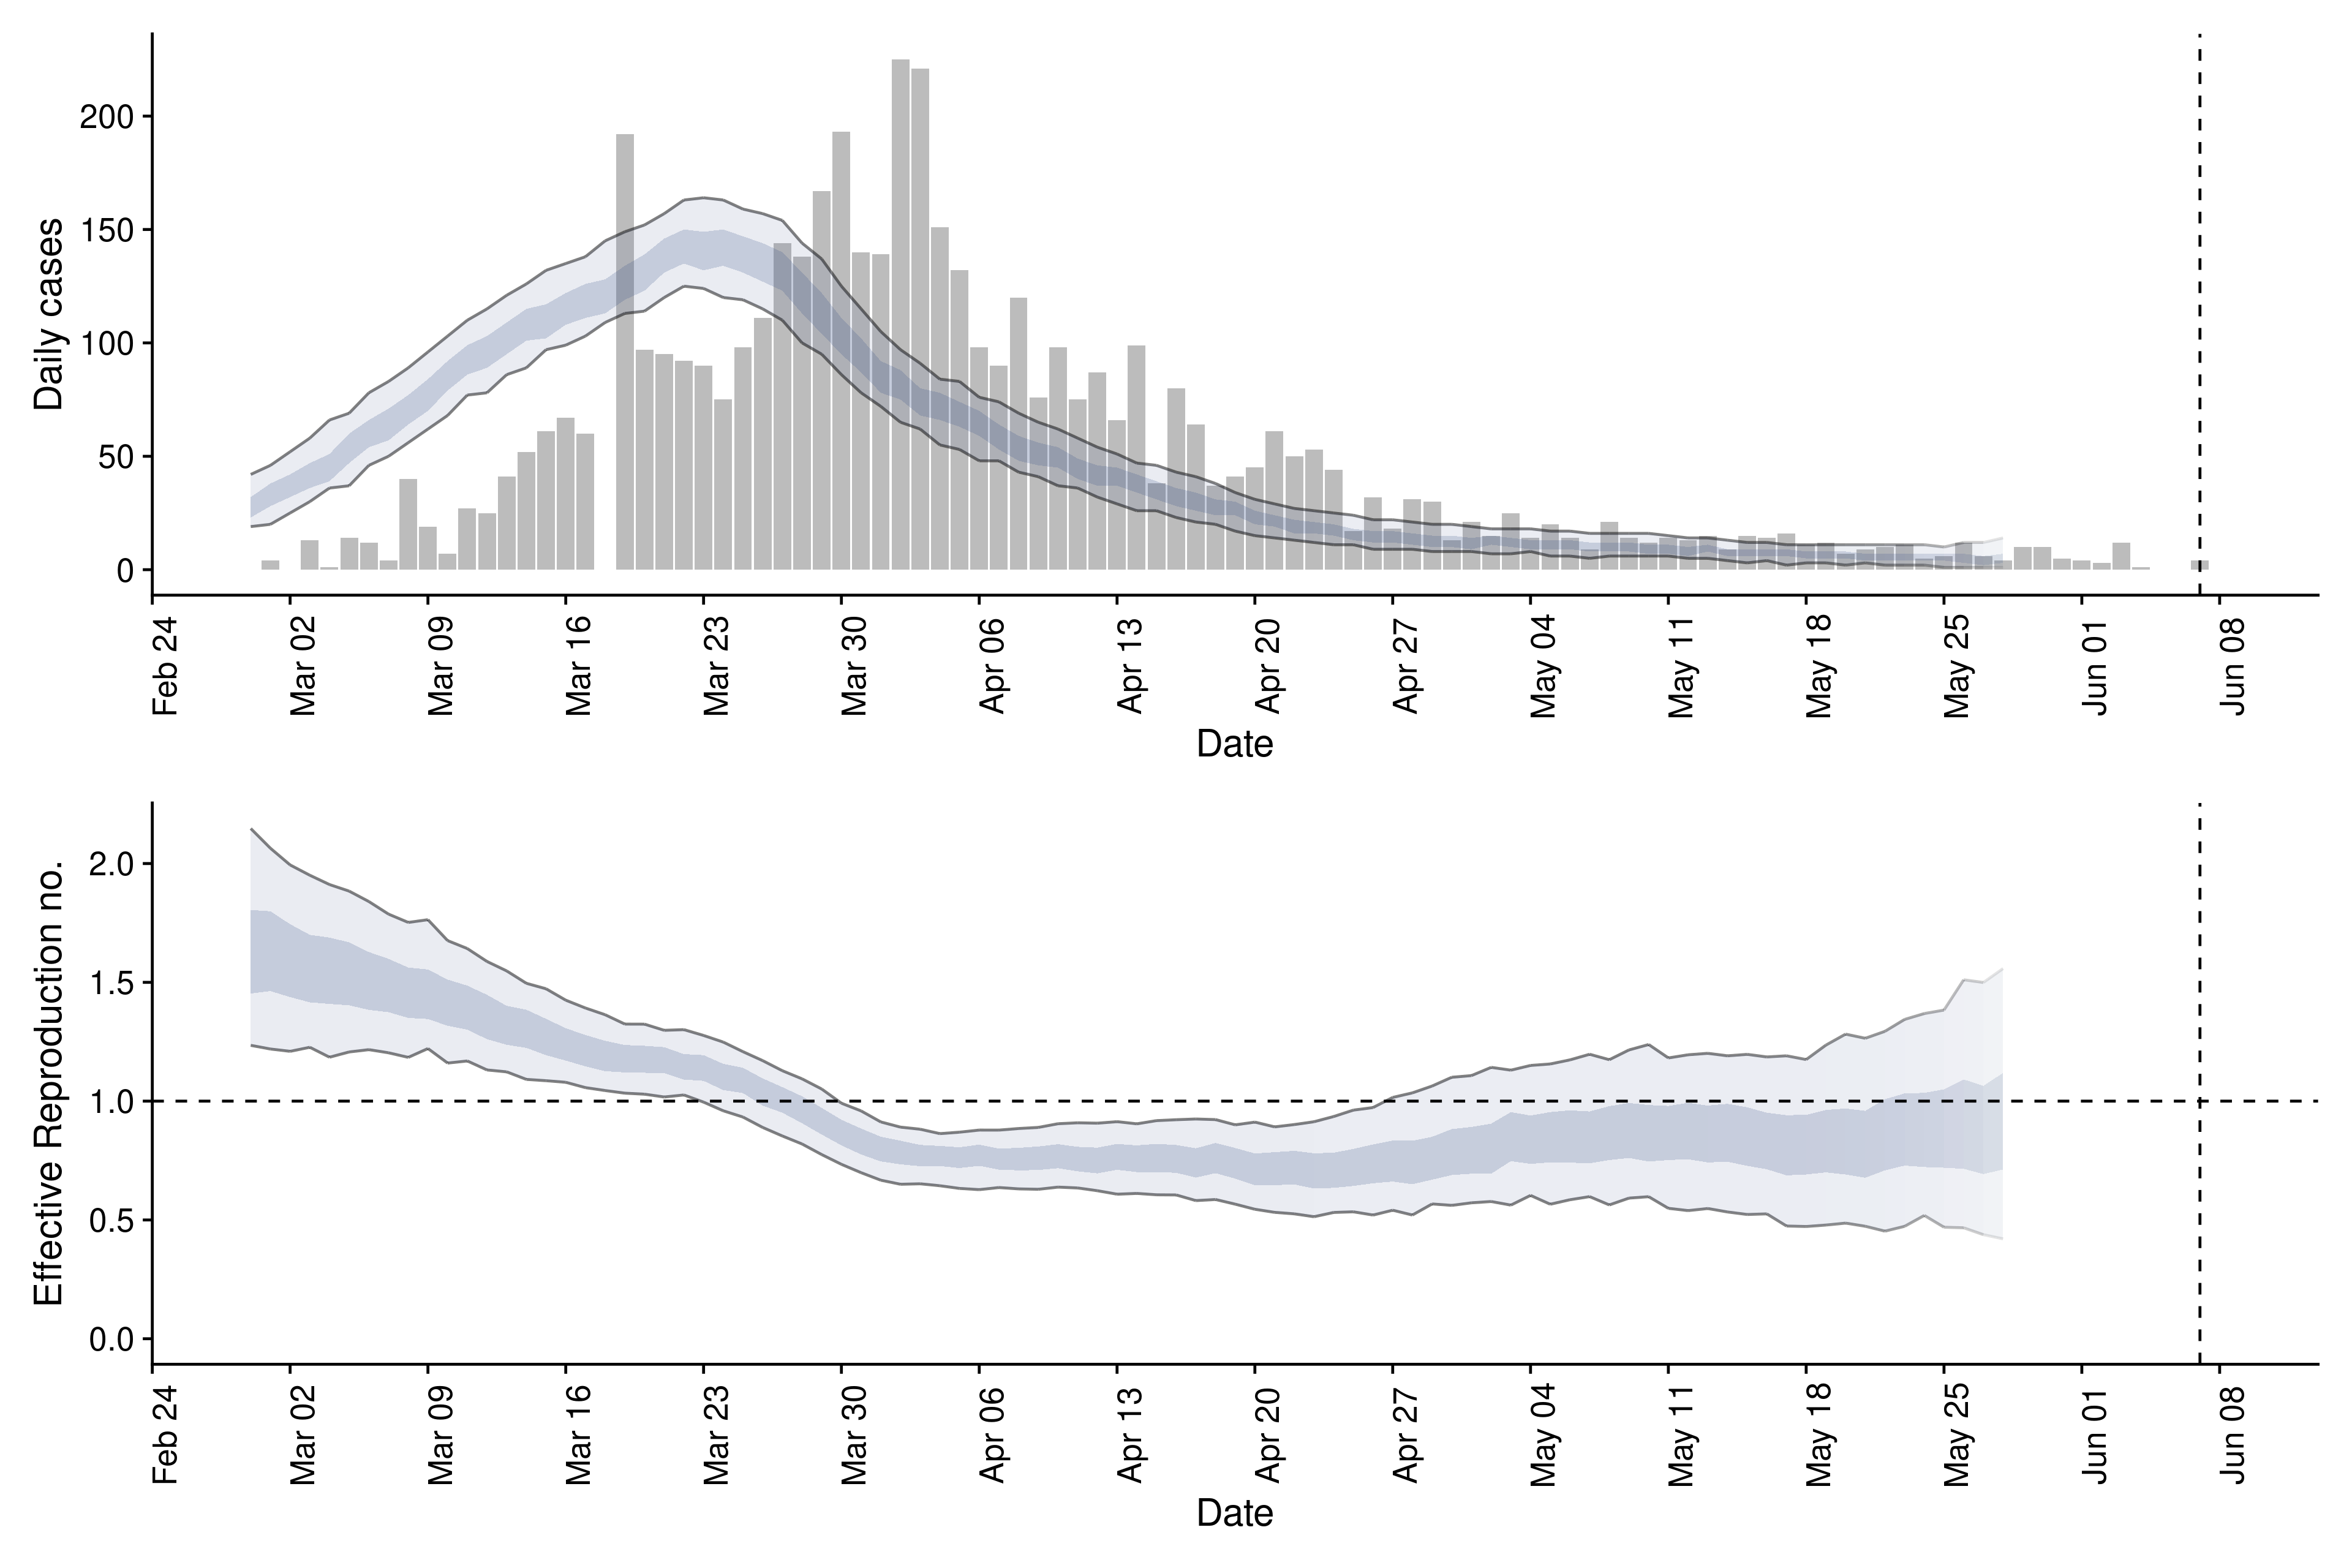 Daily cases
200
150
100
50
0
Feb 24
Mar 02
Mar 09
Mar 16
Mar 23
Mar 30
Apr 06
Apr 13
Apr 20
Apr 27
May 04
May 11
May 18
May 25
Jun 01
Jun 08
Date
Effective Reproduction no.
2.0
1.5
1.0
0.5
0.0
Feb 24
Mar 02
Mar 09
Mar 16
Mar 23
Mar 30
Apr 06
Apr 13
Apr 20
Apr 27
May 04
May 11
May 18
May 25
Jun 01
Jun 08
Date